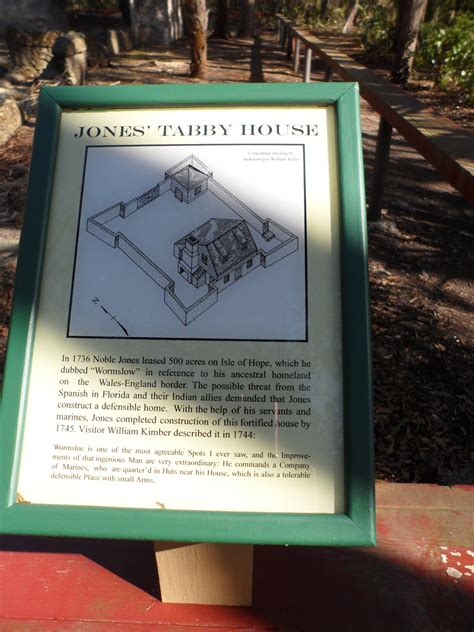 JONES' TABBY HOUSE
Conceptual drawing by
archaeologist William Kelso
N
In 1736 Noble Jones leased 500 acres on Isle of Hope, which he
dubbed "Wormslow" in reference to his ancestral homeland
on the Wales-England border. The possible threat from the
Spanish in Florida and their Indian allies demanded that Jones
construct a defensible home. With the help of his servants and
marines, Jones completed construction of this fortified house by
1745. Visitor William Kimber described it in 1744:
Wormsloe is one of the most agreeable Spots I ever saw, and the Improve-
ments of that ingenious Man are very extraordinary: He commands a Company
of Marines, who are quarter'd in Huts near his House, which is also a tolerable
defensible Place with small Arms.